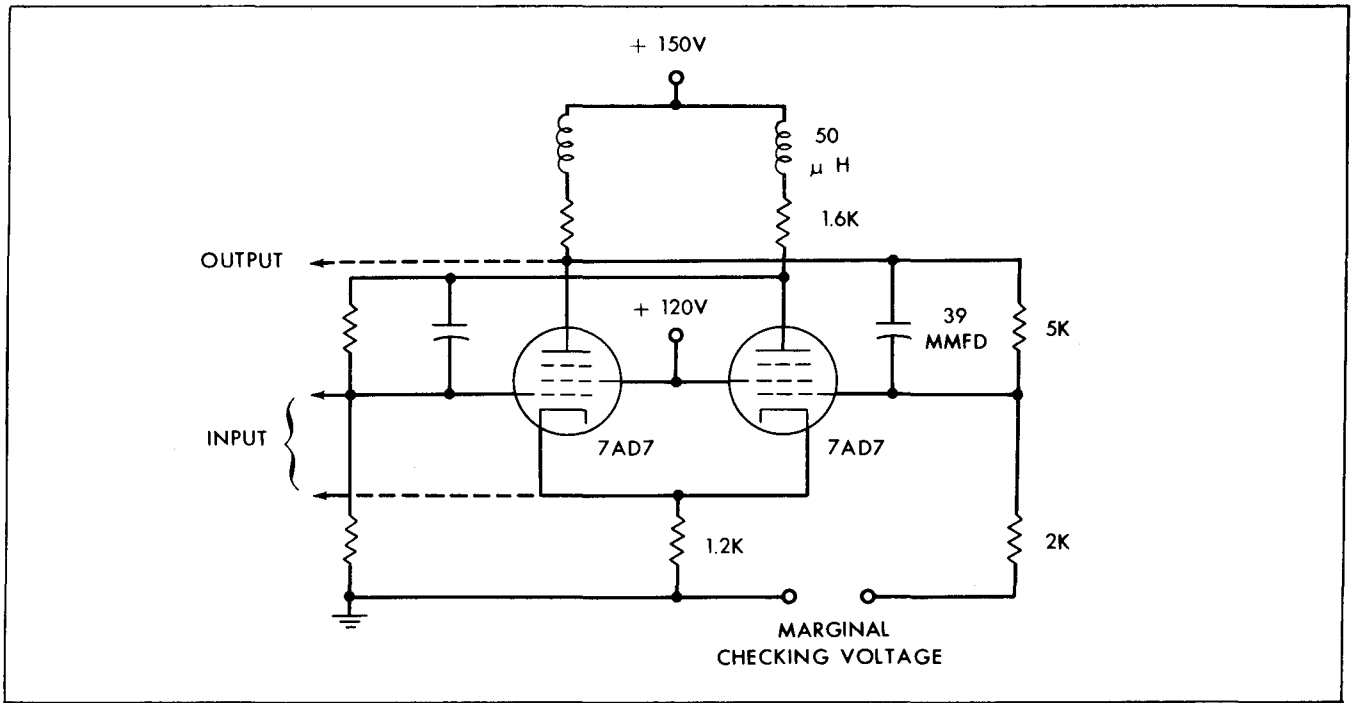 + 150V
50
μ H
1.6K
OUTPUT
+ 120V
39
MMFD
5K
INPUT
7AD7
7AD7
1.2K
2K
MARGINAL
CHECKING VOLTAGE